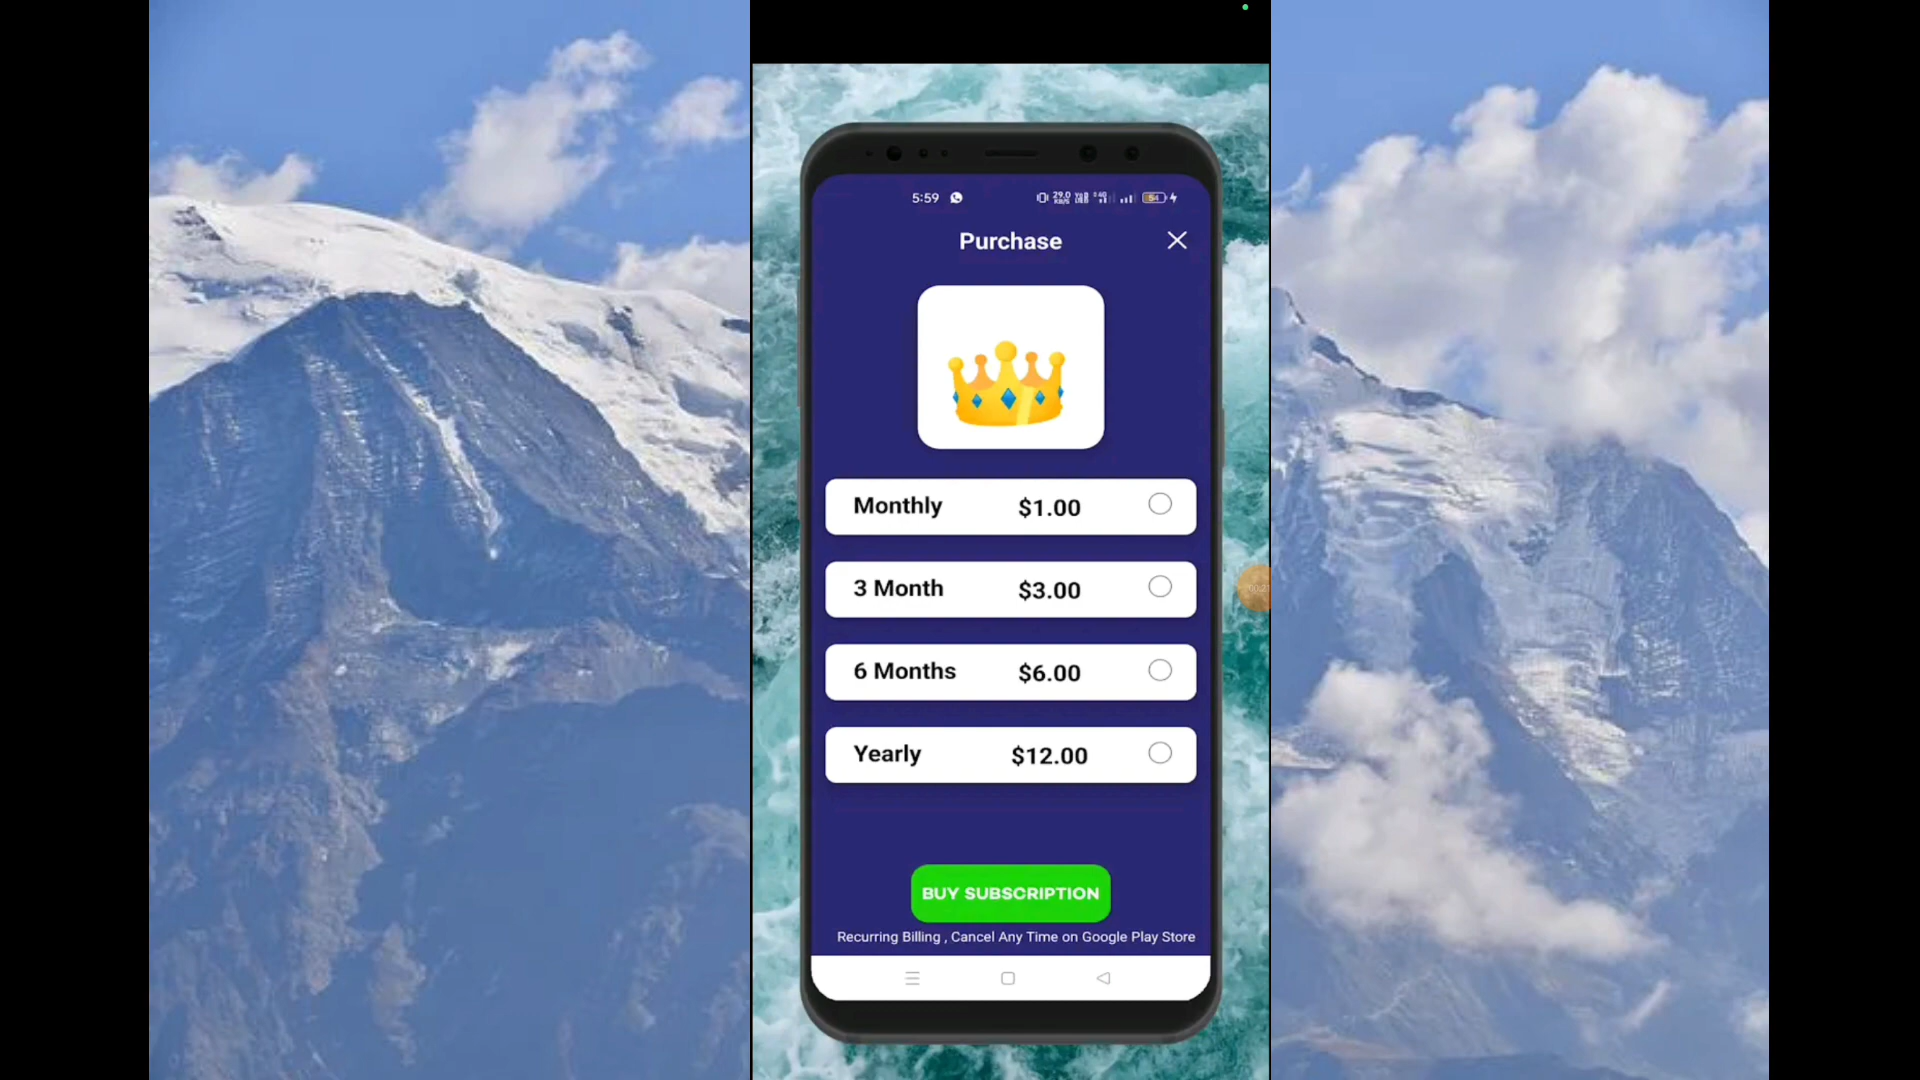 5:59
54
Purchase
Monthly $1.00
3 Month $3.00
6 Months $6.00
Yearly $12.00
BUY SUBSCRIPTION
Recurring Billing , Cancel Any Time on Google Play Store